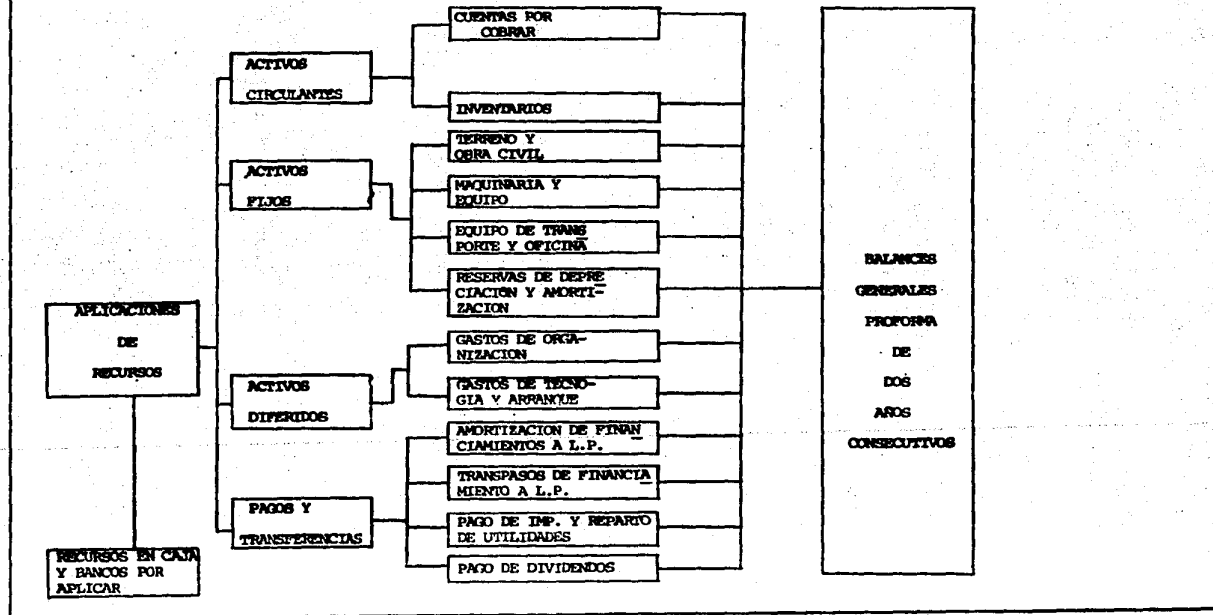 CUENTAS POR
COBRAR
ACTIVOS
CIRCULANTES
INVENTARIOS
TERRENO Y
OBRA CIVIL
ACTIVOS
FIJOS
MAQUINARIA Y
EQUIPO
EQUIPO DE TRANS
PORTE Y OFICINA
RESERVAS DE DEPRE
CIACION Y AMORTI-
ZACION
APLICACIONES
DE
RECURSOS
GASTOS DE ORGA-
NIZACION
ACTIVOS
DIFERIDOS
GASTOS DE TECNO-
GIA Y ARRANQUE
AMORTIZACION DE FINAN
CIAMIENTOS A L.P.
TRANSPASOS DE FINANCIA
MIENTO A L.P.
PAGOS Y
TRANSFERENCIAS
PAGO DE IMP. Y REPARTO
DE UTILIDADES
PAGO DE DIVIDENDOS
RECURSOS EN CAJA
Y BANCOS POR
APLICAR
BALANCES
GENERALES
PROFORMA
DE
DOS
AÑOS
CONSECUTIVOS